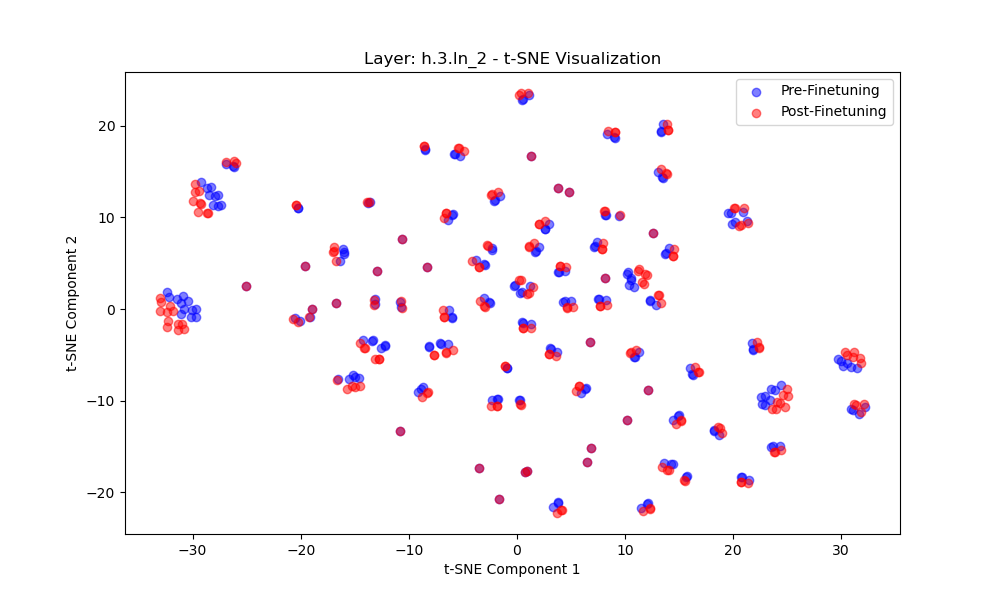 Layer: h.3.ln_2 - t-SNE Visualization
Pre-Finetuning
Post-Finetuning
20
10
0
−10
−20
t-SNE Component 2
−30
−20
−10
0
10
20
30
t-SNE Component 1